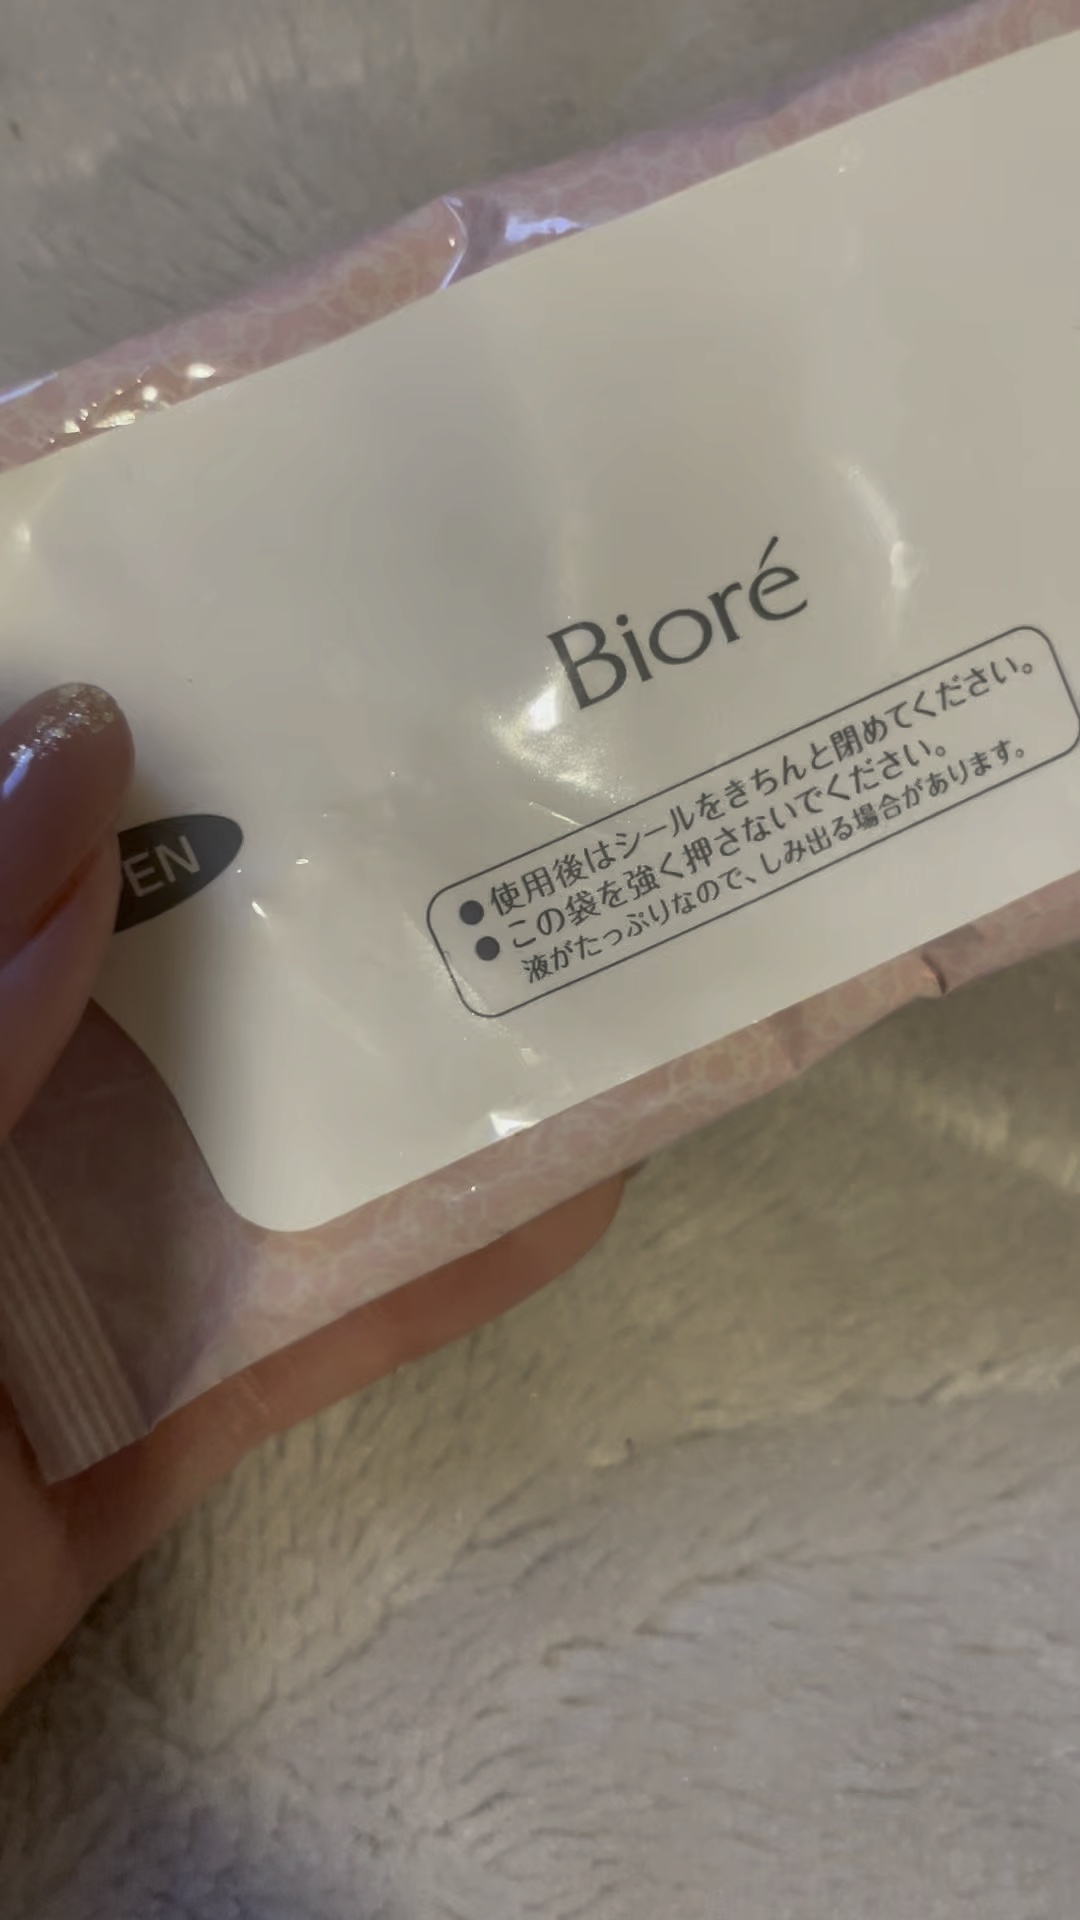 Bioré
EN
●使用後はシールをきちんと閉めてください。
●この袋を強く押さないでください。
液がたっぷりなので、しみ出る場合があります。